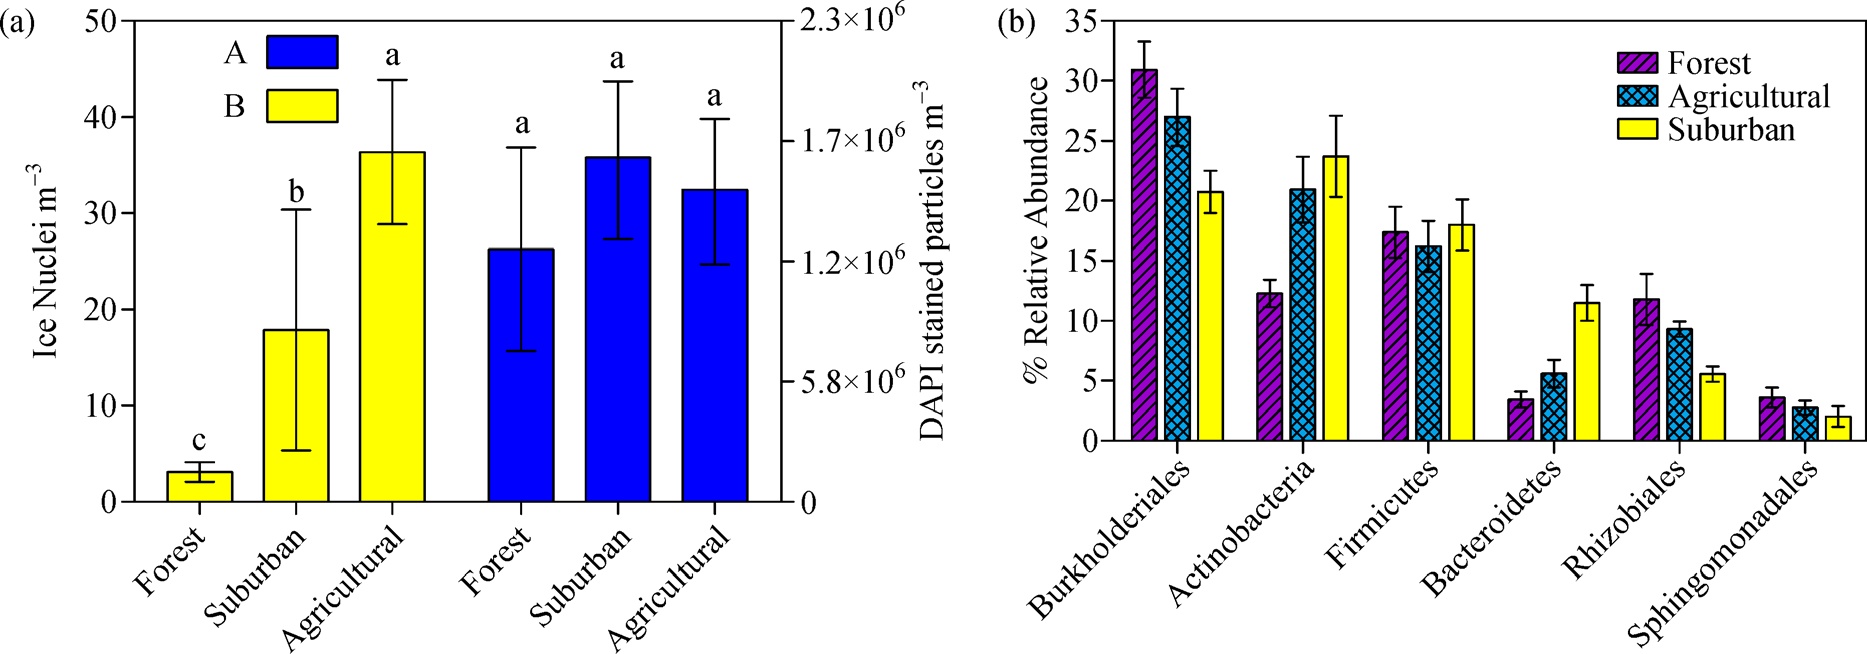 (a)
Ice Nuclei m⁻³
50
40
30
20
10
0
A
B
c
b
a
a
a
a
2.3×10⁶
1.7×10⁶
1.2×10⁶
5.8×10⁶
0
DAPI stained particles m⁻³
Forest
Suburban
Agricultural
Forest
Suburban
Agricultural
(b)
% Relative Abundance
35
30
25
20
15
10
5
0
Forest
Agricultural
Suburban
Burkholderiales
Actinobacteria
Firmicutes
Bacteroidetes
Rhizobiales
Sphingomonadales